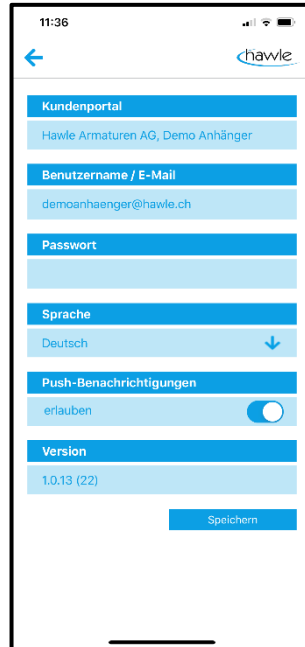 11:36
hawle
Kundenportal
Hawle Armaturen AG, Demo Anhänger
Benutzername / E-Mail
demoanhaenger@hawle.ch
Passwort
Sprache
Deutsch
Push-Benachrichtigungen
erlauben
Version
1.0.13 (22)
Speichern